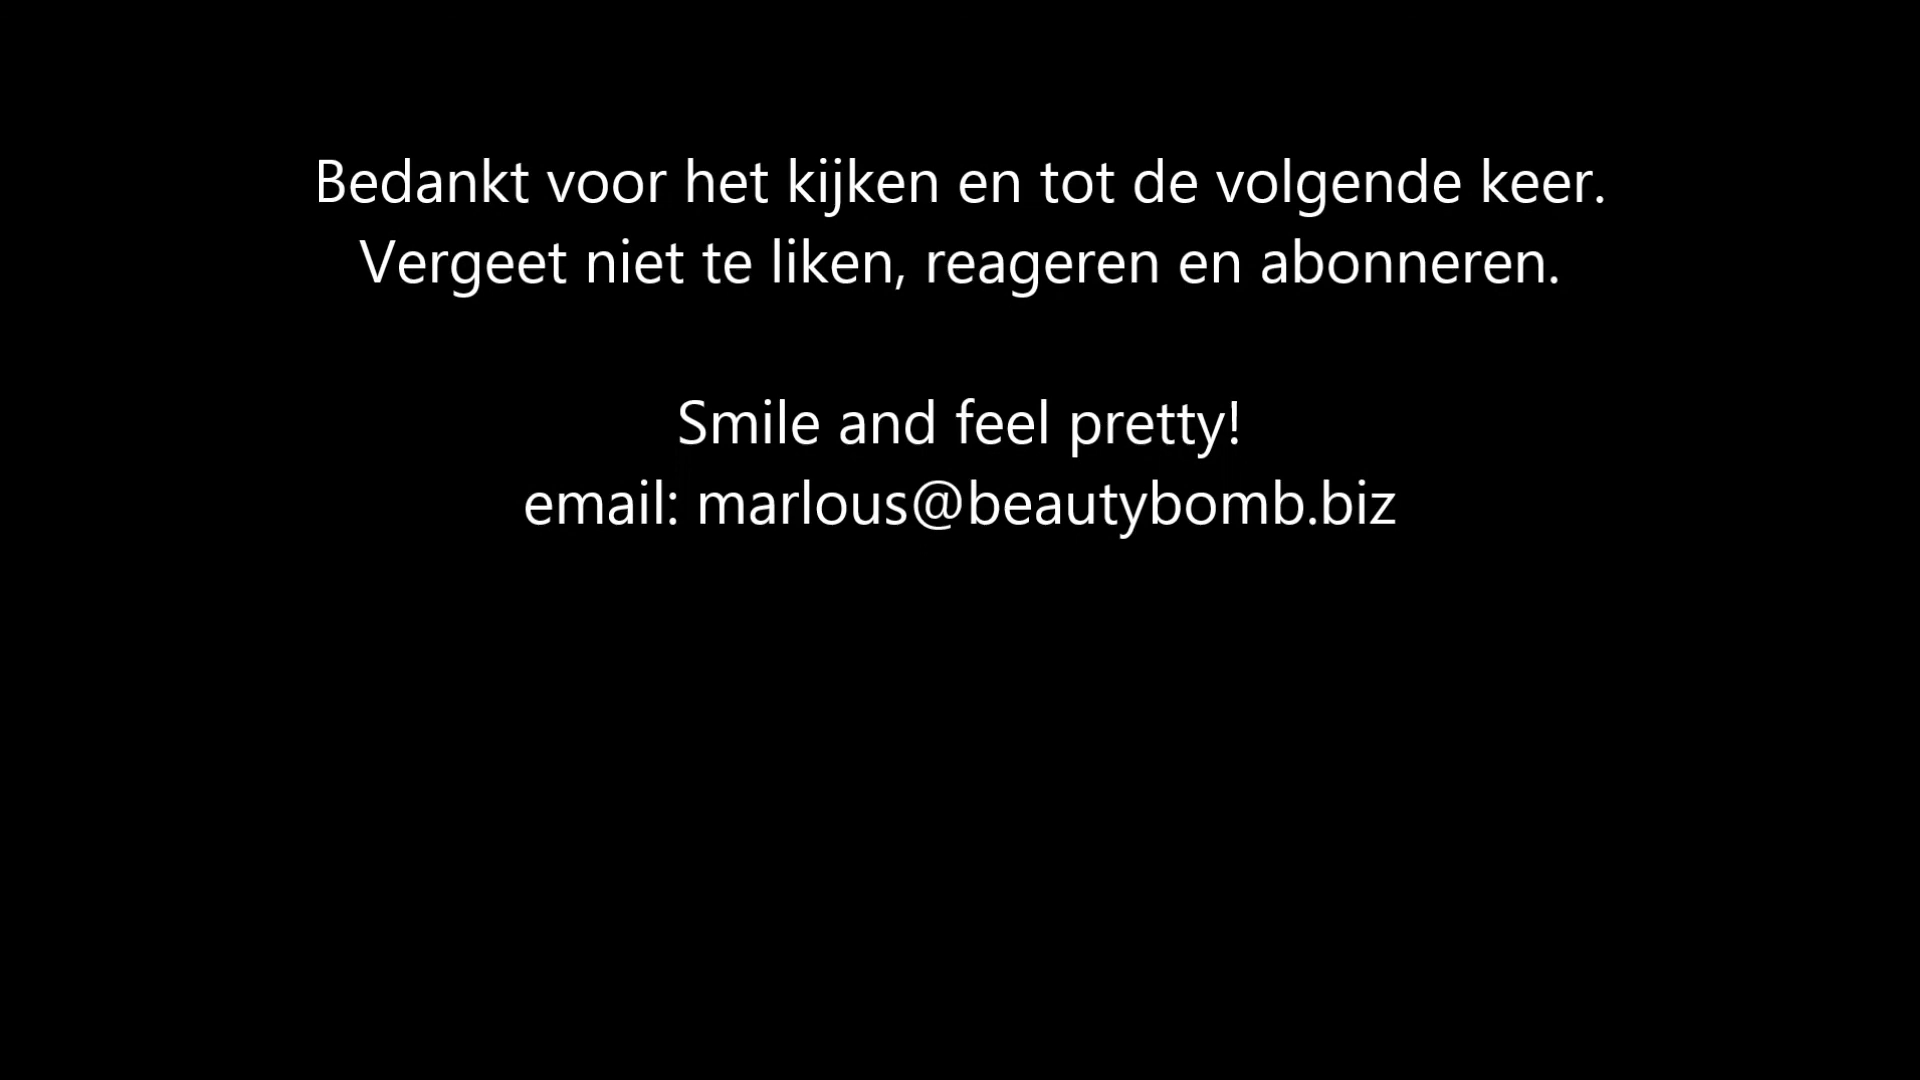 Bedankt voor het kijken en tot de volgende keer.
Vergeet niet te liken, reageren en abonneren.
Smile and feel pretty!
email: marlous@beautybomb.biz